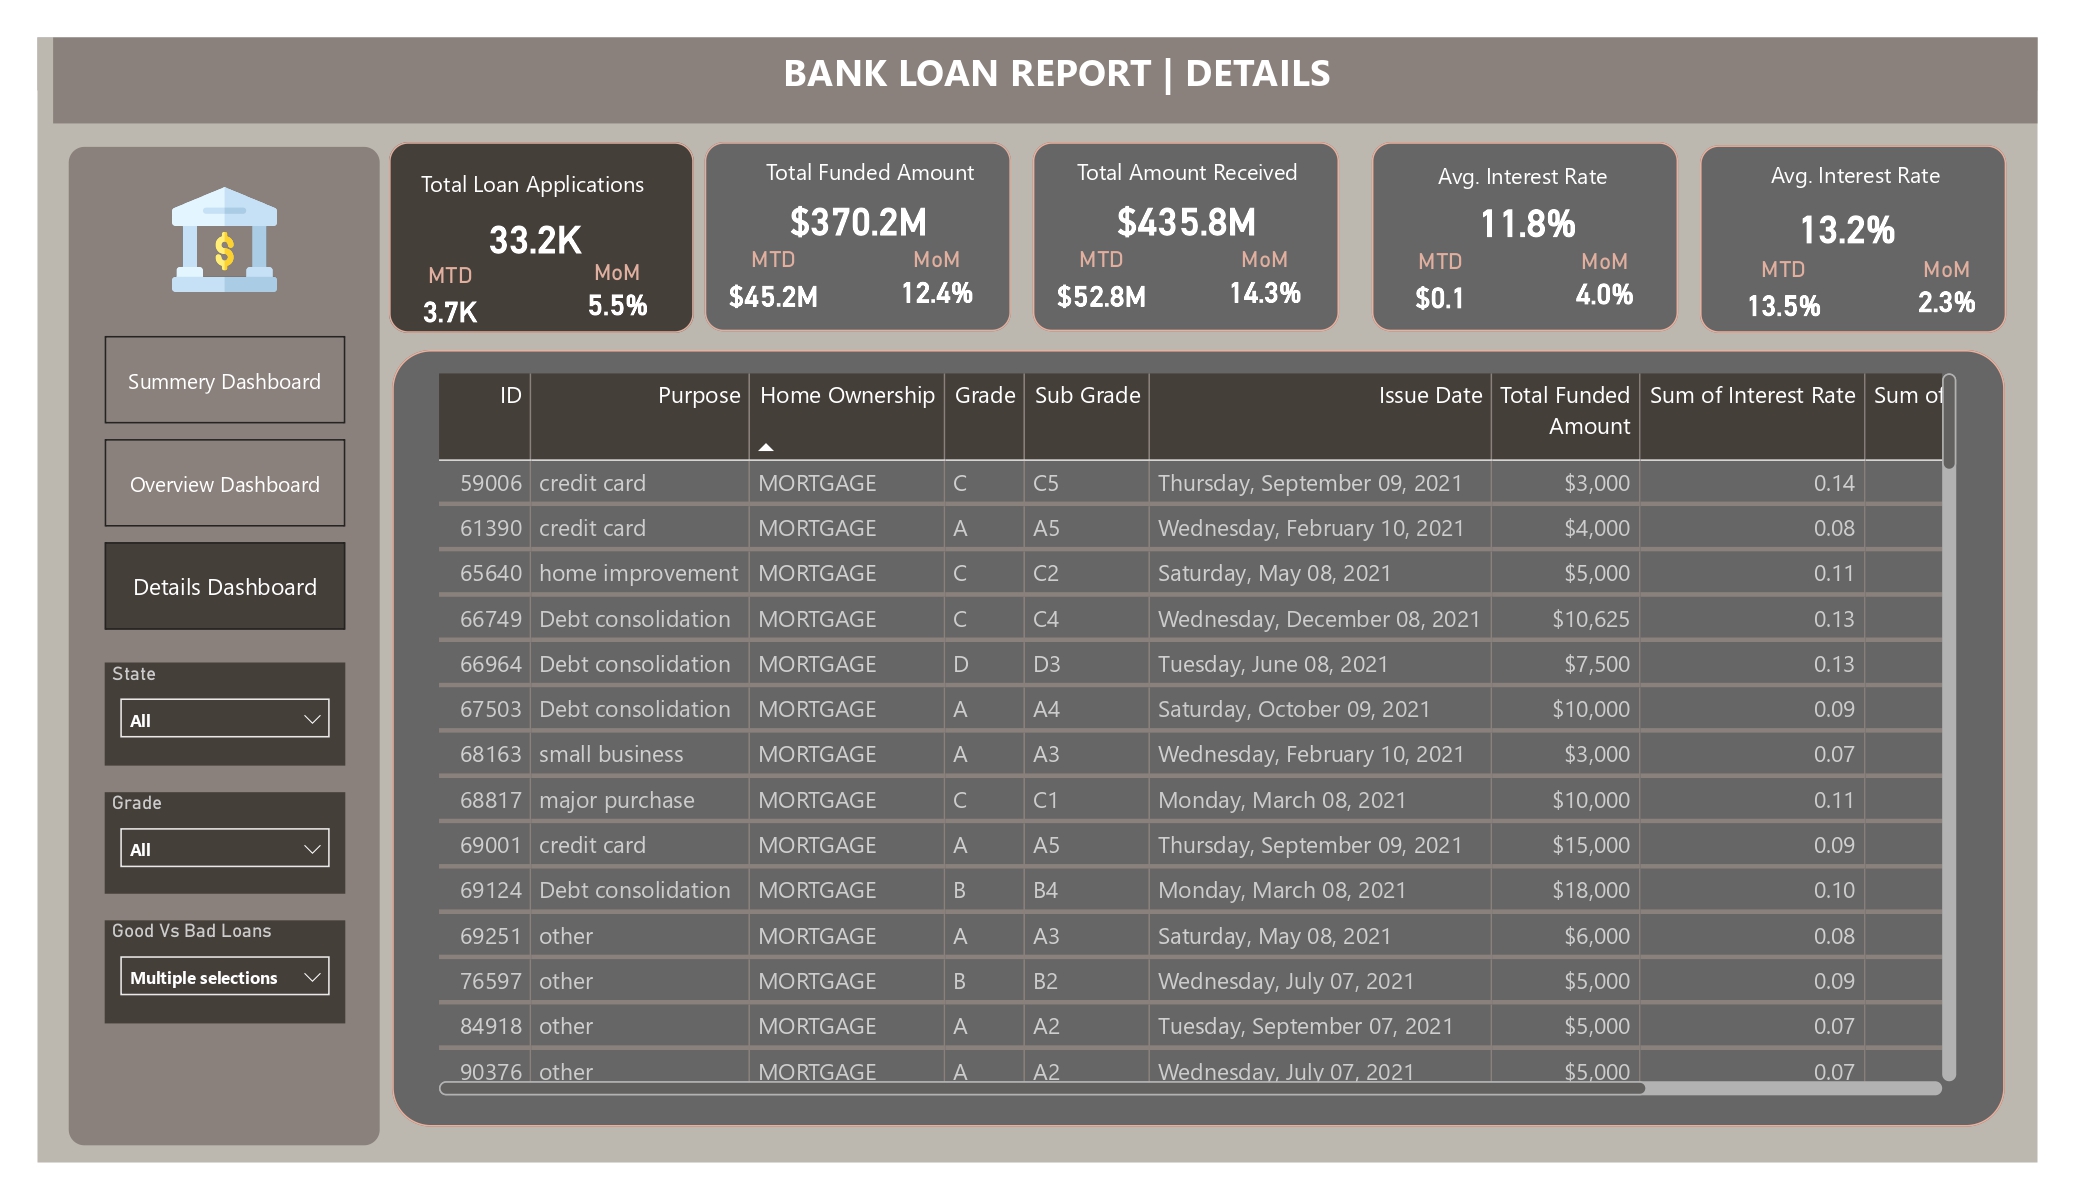 BANK LOAN REPORT | DETAILS
Total Loan Applications
33.2K
MTD MoM
3.7K 5.5%
Total Funded Amount
$370.2M
MTD MoM
$45.2M 12.4%
Total Amount Received
$435.8M
MTD MoM
$52.8M 14.3%
Avg. Interest Rate
11.8%
MTD MoM
$0.1 4.0%
Avg. Interest Rate
13.2%
MTD MoM
13.5% 2.3%
$
Summery Dashboard
Overview Dashboard
Details Dashboard
State
All
Grade
All
Good Vs Bad Loans
Multiple selections
ID Purpose Home Ownership Grade Sub Grade Issue Date Total Funded Sum of Interest Rate Sum of
Amount
59006 credit card MORTGAGE C C5 Thursday, September 09, 2021 $3,000 0.14
61390 credit card MORTGAGE A A5 Wednesday, February 10, 2021 $4,000 0.08
65640 home improvement MORTGAGE C C2 Saturday, May 08, 2021 $5,000 0.11
66749 Debt consolidation MORTGAGE C C4 Wednesday, December 08, 2021 $10,625 0.13
66964 Debt consolidation MORTGAGE D D3 Tuesday, June 08, 2021 $7,500 0.13
67503 Debt consolidation MORTGAGE A A4 Saturday, October 09, 2021 $10,000 0.09
68163 small business MORTGAGE A A3 Wednesday, February 10, 2021 $3,000 0.07
68817 major purchase MORTGAGE C C1 Monday, March 08, 2021 $10,000 0.11
69001 credit card MORTGAGE A A5 Thursday, September 09, 2021 $15,000 0.09
69124 Debt consolidation MORTGAGE B B4 Monday, March 08, 2021 $18,000 0.10
69251 other MORTGAGE A A3 Saturday, May 08, 2021 $6,000 0.08
76597 other MORTGAGE B B2 Wednesday, July 07, 2021 $5,000 0.09
84918 other MORTGAGE A A2 Tuesday, September 07, 2021 $5,000 0.07
90376 other MORTGAGE A A2 Wednesday, July 07, 2021 $5,000 0.07